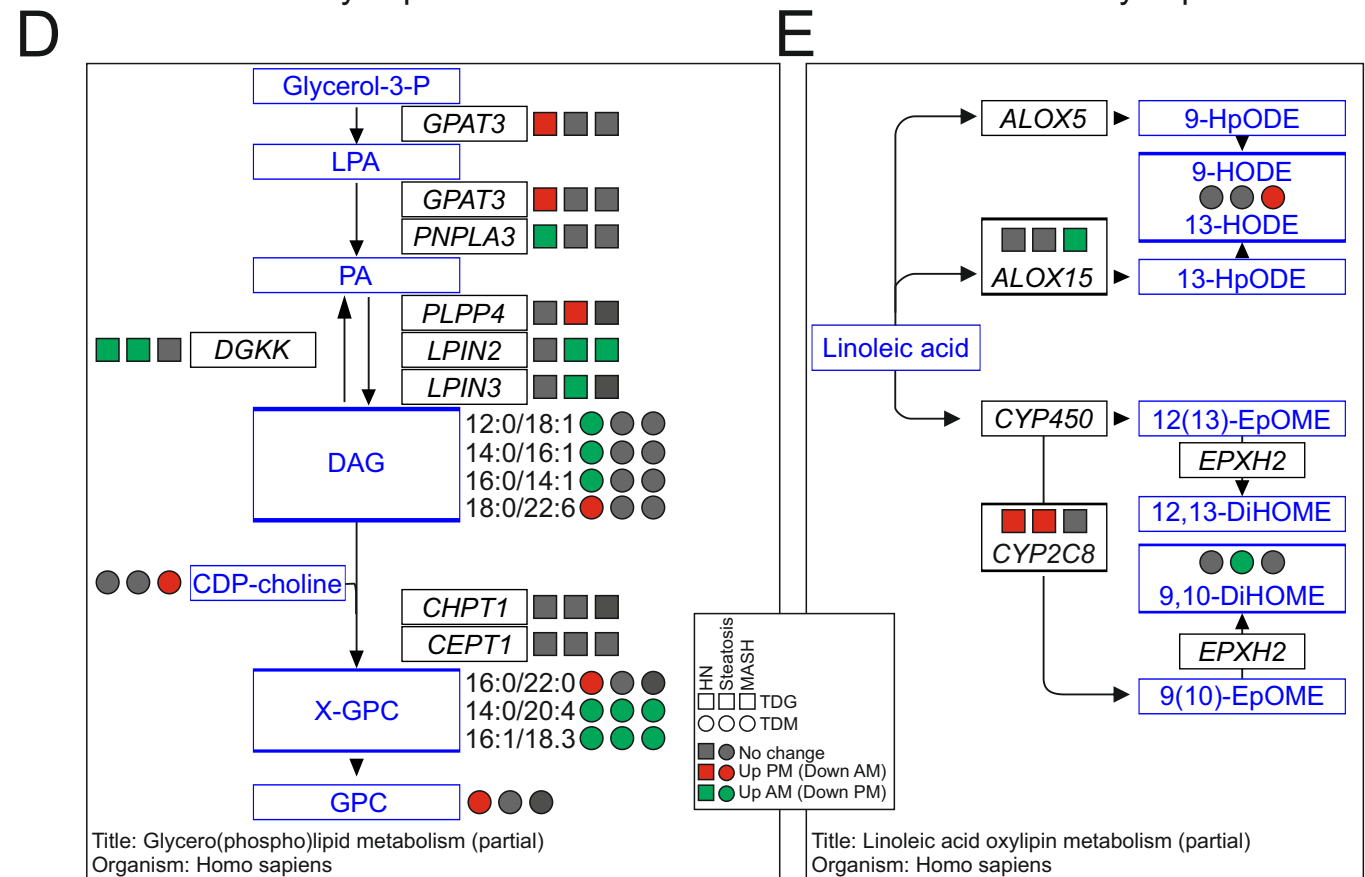 D
E
Glycerol-3-P
GPAT3
LPA
GPAT3
PNPLA3
PA
PLPP4
LPIN2
LPIN3
DGKK
DAG
12:0/18:1
14:0/16:1
16:0/14:1
18:0/22:6
CDP-choline
CHPT1
CEPT1
X-GPC
16:0/22:0
14:0/20:4
16:1/18.3
GPC
Title: Glycero(phospho)lipid metabolism (partial)
Organism: Homo sapiens
HN
Steatosis
MASH
TDG
TDM
No change
Up PM (Down AM)
Up AM (Down PM)
ALOX5
9-HpODE
9-HODE
13-HODE
ALOX15
13-HpODE
Linoleic acid
CYP450
12(13)-EpOME
EPXH2
12,13-DiHOME
CYP2C8
9,10-DiHOME
EPXH2
9(10)-EpOME
Title: Linoleic acid oxylipin metabolism (partial)
Organism: Homo sapiens